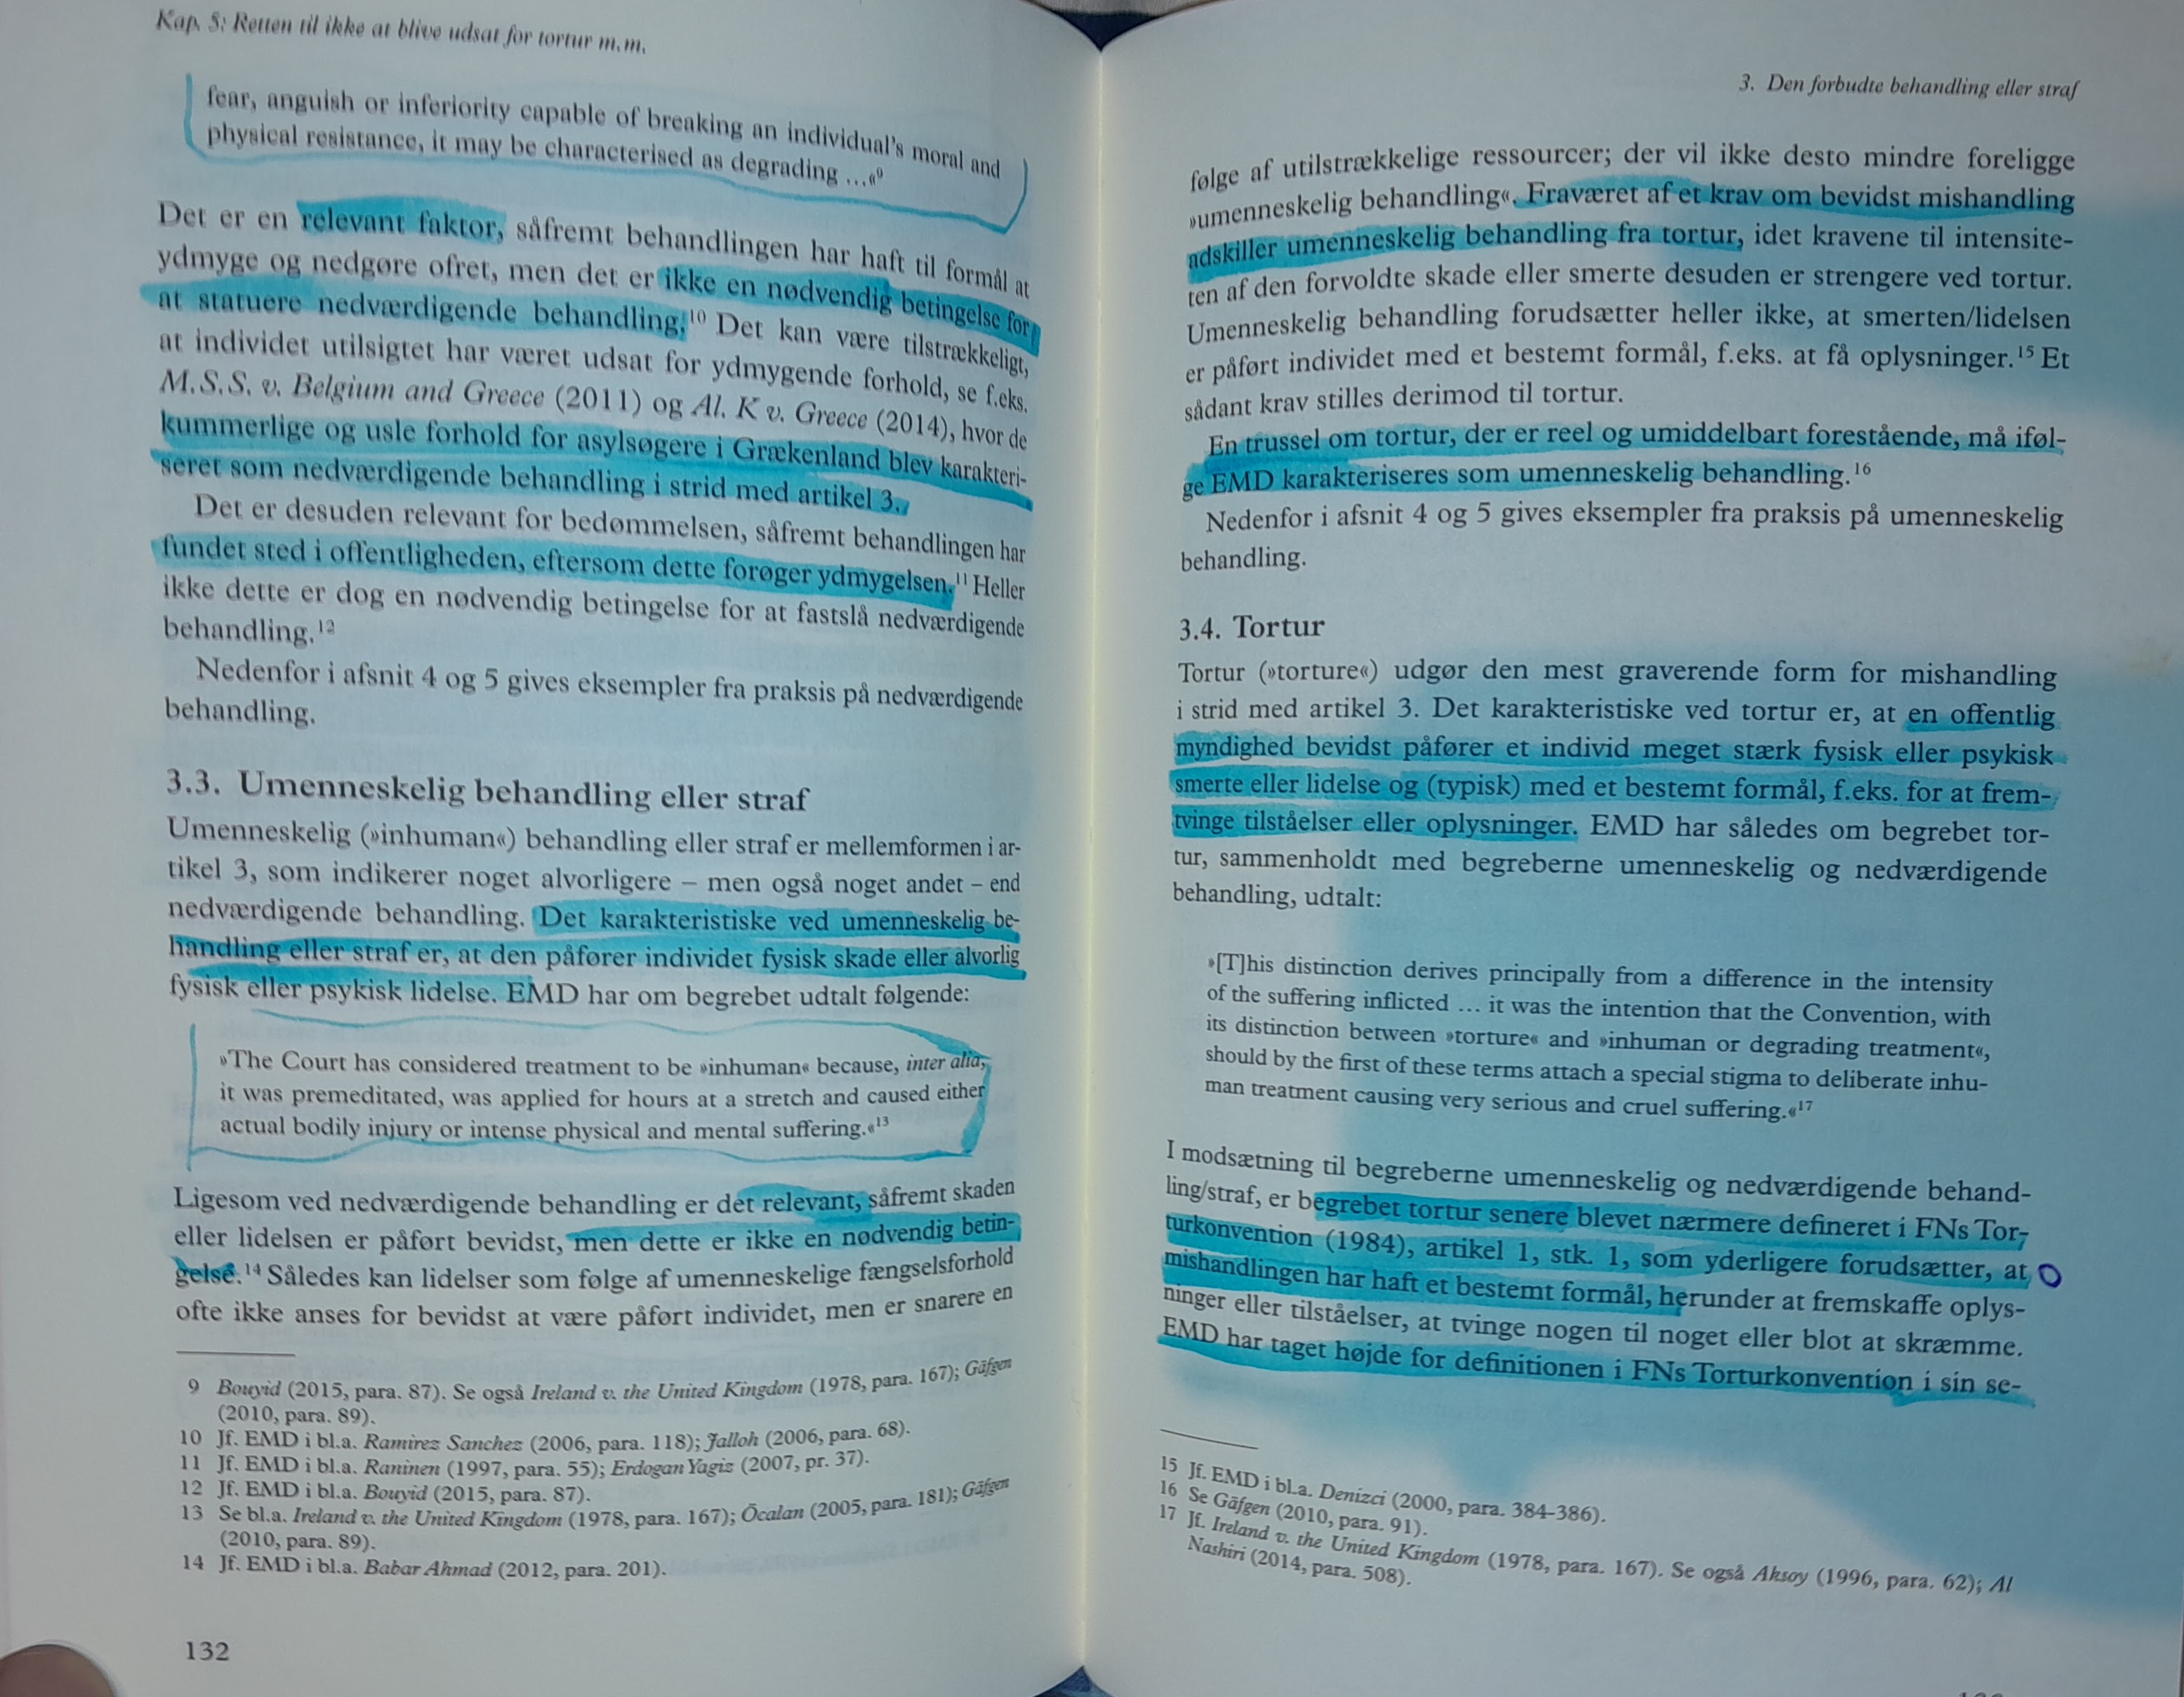 Kap. 5: Retten til ikke at blive udsat for tortur m.m.
fear, anguish or inferiority capable of breaking an individual's moral and
physical resistance, it may be characterised as degrading ...«9
Det er en relevant faktor, såfremt behandlingen har haft til formål at
ydmyge og nedgøre ofret, men det er ikke en nødvendig betingelse for
at statuere nedværdigende behandling.10 Det kan være tilstrækkeligt,
at individet utilsigtet har været udsat for ydmygende forhold, se f.eks.
M.S.S. v. Belgium and Greece (2011) og Al. K v. Greece (2014), hvor de
kummerlige og usle forhold for asylsøgere i Grækenland blev karakteri-
seret som nedværdigende behandling i strid med artikel 3.
Det er desuden relevant for bedømmelsen, såfremt behandlingen har
fundet sted i offentligheden, eftersom dette forøger ydmygelsen.11 Heller
ikke dette er dog en nødvendig betingelse for at fastslå nedværdigende
behandling.12
Nedenfor i afsnit 4 og 5 gives eksempler fra praksis på nedværdigende
behandling.
3.3. Umenneskelig behandling eller straf
Umenneskelig (»inhuman«) behandling eller straf er mellemformen i ar-
tikel 3, som indikerer noget alvorligere – men også noget andet – end
nedværdigende behandling. Det karakteristiske ved umenneskelig be-
handling eller straf er, at den påfører individet fysisk skade eller alvorlig
fysisk eller psykisk lidelse. EMD har om begrebet udtalt følgende:
»The Court has considered treatment to be »inhuman« because, inter alia,
it was premeditated, was applied for hours at a stretch and caused either
actual bodily injury or intense physical and mental suffering.«13
Ligesom ved nedværdigende behandling er det relevant, såfremt skaden
eller lidelsen er påført bevidst, men dette er ikke en nødvendig betin-
gelse.14 Således kan lidelser som følge af umenneskelige fængselsforhold
ofte ikke anses for bevidst at være påført individet, men er snarere en
9 Bouyid (2015, para. 87). Se også Ireland v. the United Kingdom (1978, para. 167); Gäfgen
(2010, para. 89).
10 Jf. EMD i bl.a. Ramirez Sanchez (2006, para. 118); Jalloh (2006, para. 68).
11 Jf. EMD i bl.a. Raninen (1997, para. 55); Erdogan Yagiz (2007, pr. 37).
12 Jf. EMD i bl.a. Bouyid (2015, para. 87).
13 Se bl.a. Ireland v. the United Kingdom (1978, para. 167); Öcalan (2005, para. 181); Gäfgen
(2010, para. 89).
14 Jf. EMD i bl.a. Babar Ahmad (2012, para. 201).
132
3. Den forbudte behandling eller straf
følge af utilstrækkelige ressourcer; der vil ikke desto mindre foreligge
»umenneskelig behandling«. Fraværet af et krav om bevidst mishandling
adskiller umenneskelig behandling fra tortur, idet kravene til intensite-
ten af den forvoldte skade eller smerte desuden er strengere ved tortur.
Umenneskelig behandling forudsætter heller ikke, at smerten/lidelsen
er påført individet med et bestemt formål, f.eks. at få oplysninger.15 Et
sådant krav stilles derimod til tortur.
En trussel om tortur, der er reel og umiddelbart forestående, må iføl-
ge EMD karakteriseres som umenneskelig behandling.16
Nedenfor i afsnit 4 og 5 gives eksempler fra praksis på umenneskelig
behandling.
3.4. Tortur
Tortur (»torture«) udgør den mest graverende form for mishandling
i strid med artikel 3. Det karakteristiske ved tortur er, at en offentlig
myndighed bevidst påfører et individ meget stærk fysisk eller psykisk
smerte eller lidelse og (typisk) med et bestemt formål, f.eks. for at frem-
tvinge tilståelser eller oplysninger. EMD har således om begrebet tor-
tur, sammenholdt med begreberne umenneskelig og nedværdigende
behandling, udtalt:
»[T]his distinction derives principally from a difference in the intensity
of the suffering inflicted ... it was the intention that the Convention, with
its distinction between »torture« and »inhuman or degrading treatment«,
should by the first of these terms attach a special stigma to deliberate inhu-
man treatment causing very serious and cruel suffering.«17
I modsætning til begreberne umenneskelig og nedværdigende behand-
ling/straf, er begrebet tortur senere blevet nærmere defineret i FNs Tor-
turkonvention (1984), artikel 1, stk. 1, som yderligere forudsætter, at
mishandlingen har haft et bestemt formål, herunder at fremskaffe oplys-
ninger eller tilståelser, at tvinge nogen til noget eller blot at skræmme.
EMD har taget højde for definitionen i FNs Torturkonvention i sin se-
15 Jf. EMD i bl.a. Denizci (2000, para. 384-386).
16 Se Gäfgen (2010, para. 91).
17 Jf. Ireland v. the United Kingdom (1978, para. 167). Se også Aksoy (1996, para. 62); Al
Nashiri (2014, para. 508).